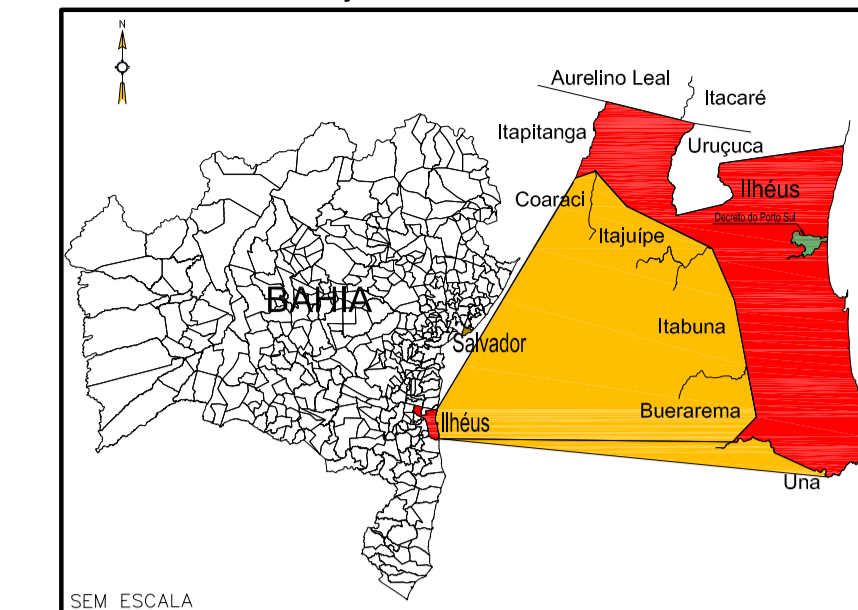 N
Aurelino Leal
Itacaré
Itapitanga
Uruçuca
Ilhéus
Coaraci
Decreto do Porto Sul
Itajuípe
BAHIA
Itabuna
Salvador
Buerarema
Ilhéus
Una
SEM ESCALA